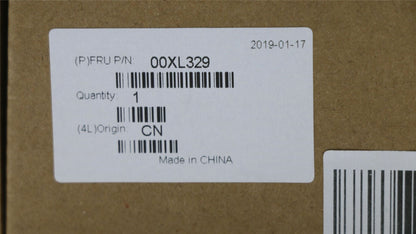 2019-01-17
(P)FRU P/N: 00XL329
Quantity: 1
(4L)Origin: CN
Made in CHINA